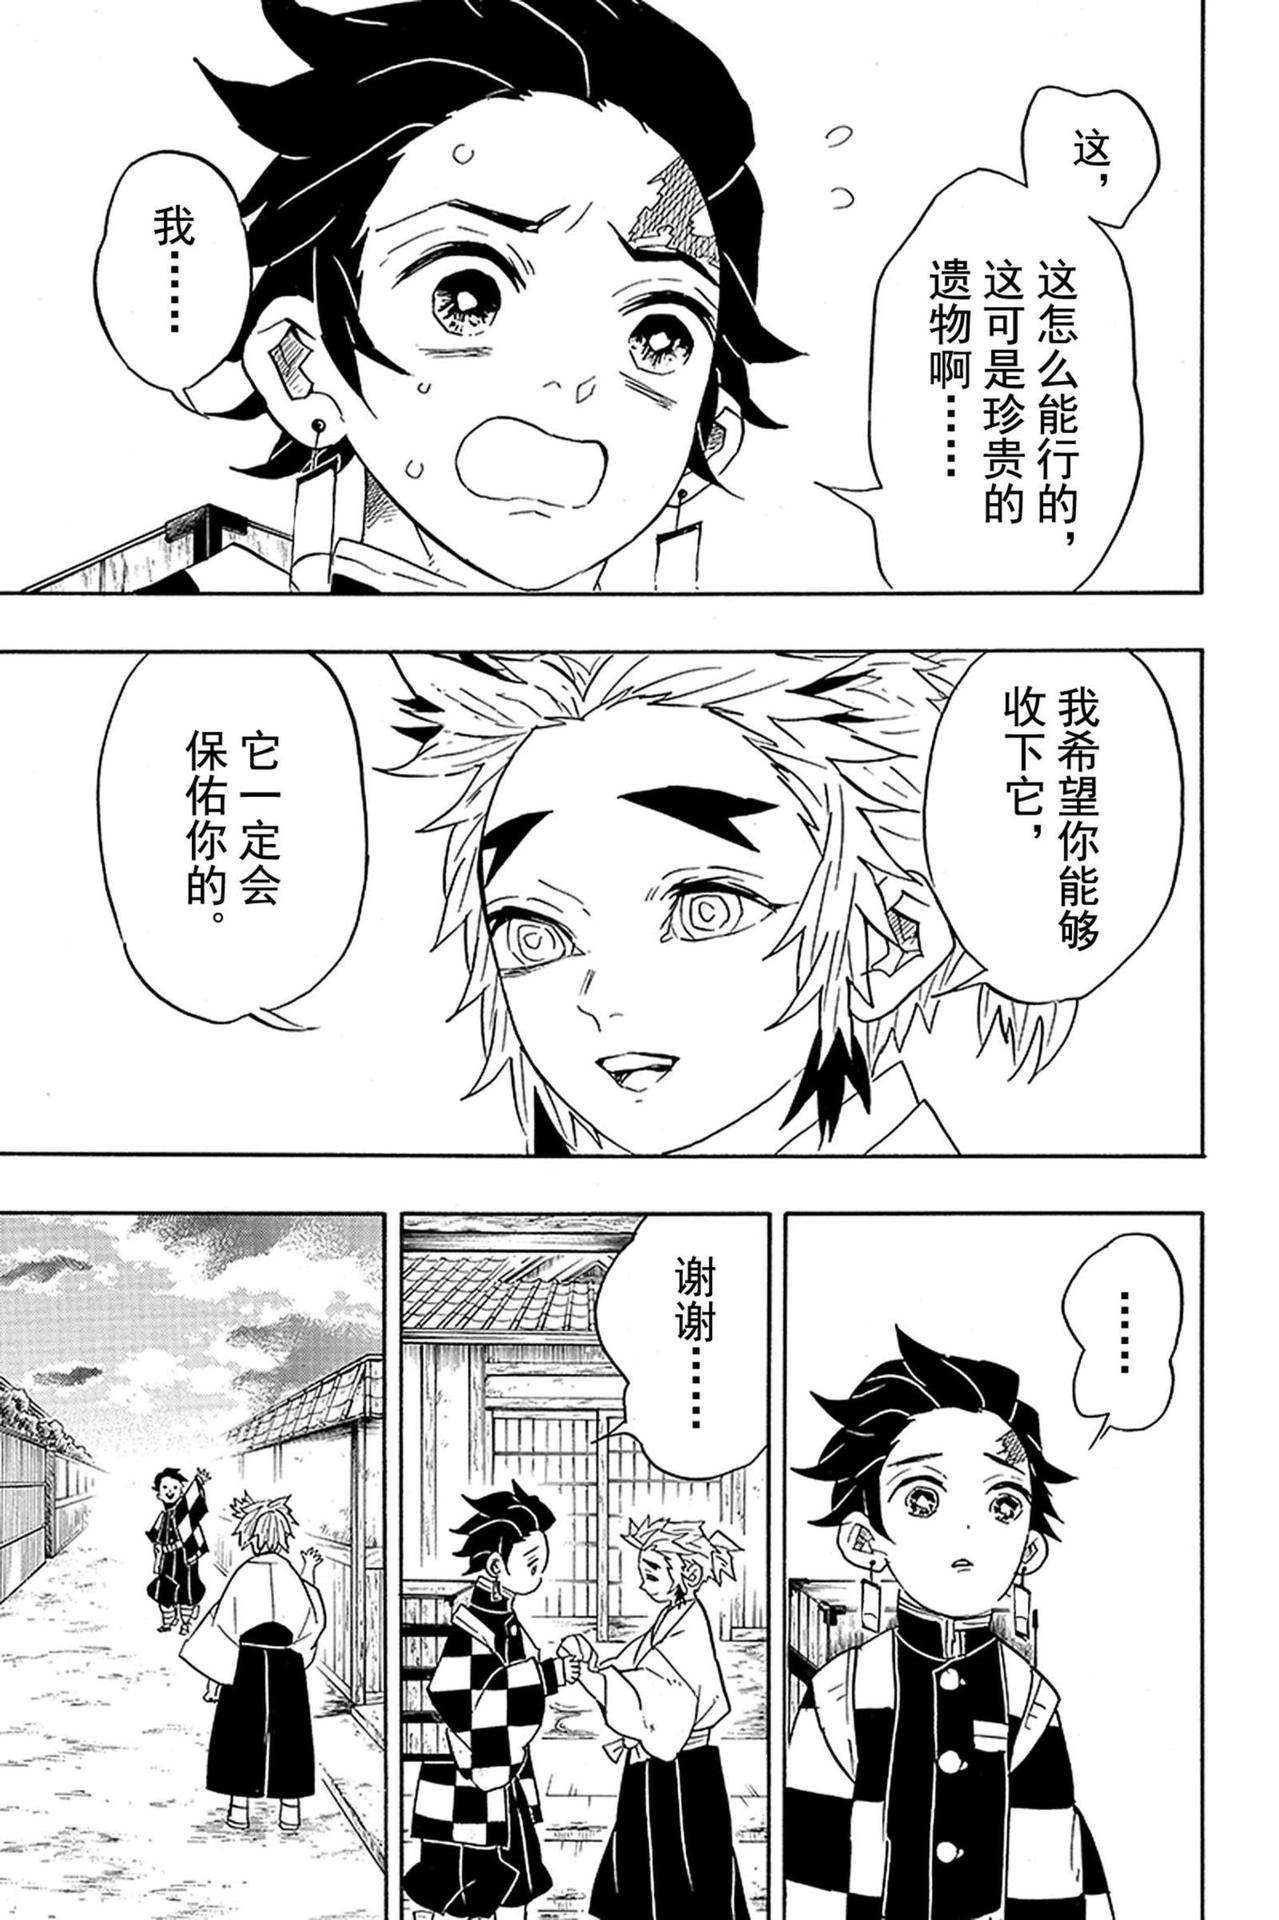 这，
这怎么能行的，
这可是珍贵的
遗物啊……
我……
我希望你能够
收下它，
它一定会
保佑你的。
……
谢谢……